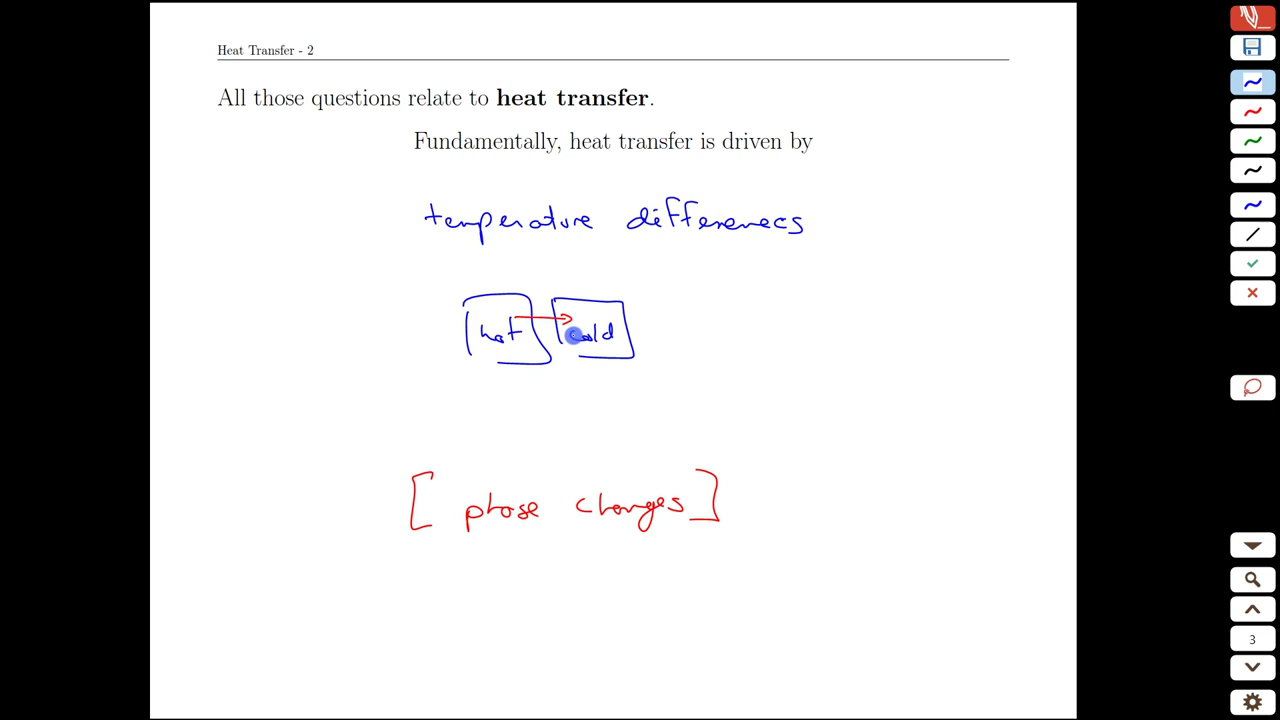 Heat Transfer - 2
All those questions relate to heat transfer.
Fundamentally, heat transfer is driven by
temperature differences
hot cold
[ phase changes ]
3